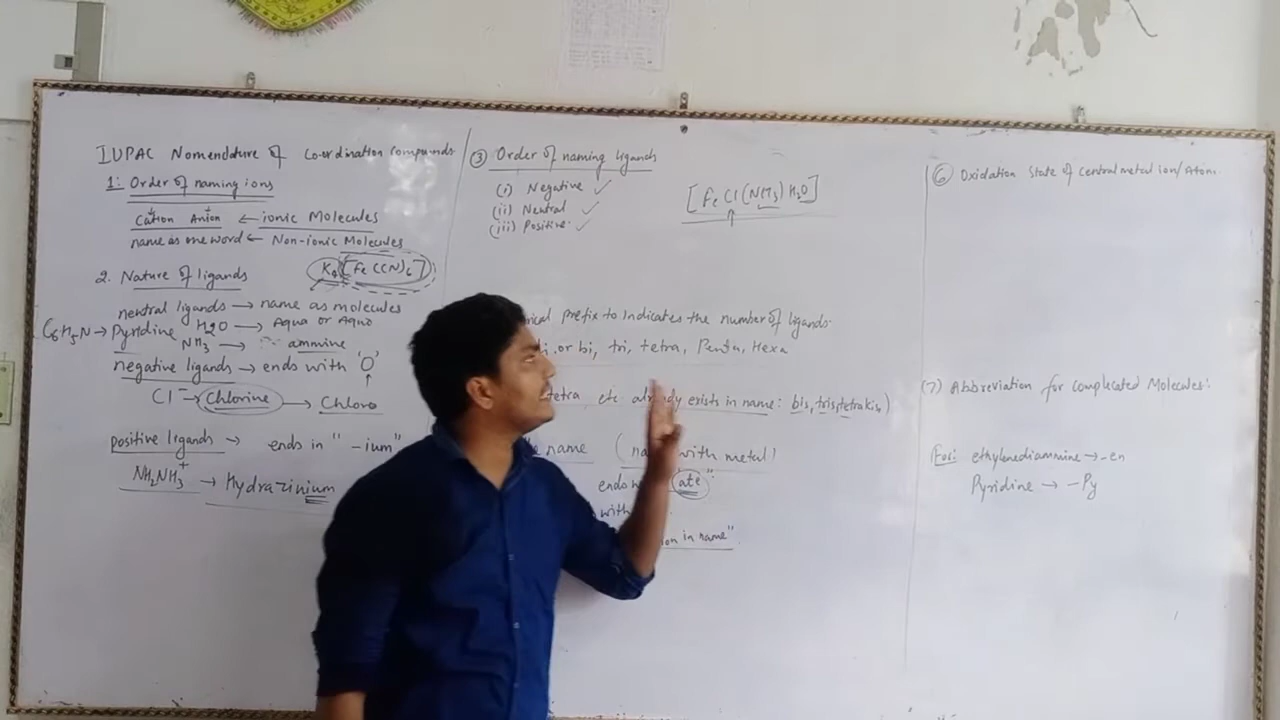 IUPAC Nomenclature of Co-ordination compounds
1: Order of naming ions
Cation Anion ← ionic Molecules
name as one word ← Non-ionic Molecules
2. Nature of ligands
K4[Fe(CN)6]
neutral ligands → name as molecules
C6H5N → Pyridine H2O → Aqua or Aquo
NH3 → ammine
negative ligands → ends with 'O'
Cl → Chlorine → Chloro
positive ligands → ends in "-ium"
NH2NH3+ → Hydrazinium
③ Order of naming ligands
(i) Negative ✓
(ii) Neutral ✓
(iii) Positive ✓
[Fe Cl(NH3) H2O]
ical prefix to indicates the number of ligands
i, or bi, tri, tetra, Penta, Hexa
tetra etc already exists in name: bis, tris, tetrakis)
name ( with metal)
ends "ate"
with
ion in name"
⑥ Oxidation State of central metal ion/Atom.
(7) Abbreviation for complecated Molecules:
For: ethylenediammine → -en
Pyridine → -Py